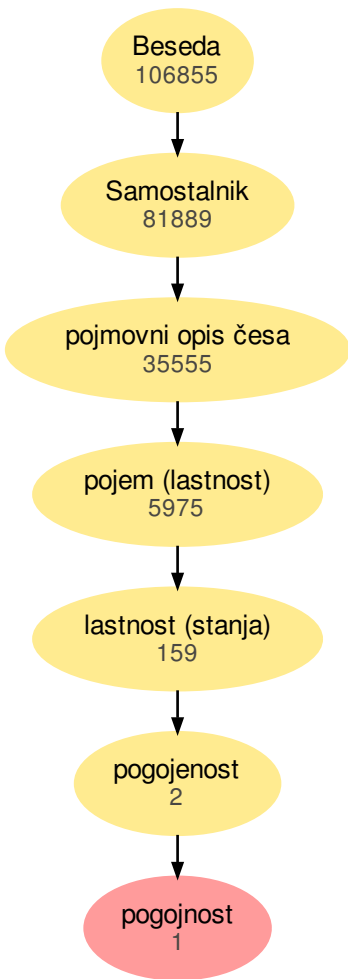 Beseda
106855
Samostalnik
81889
pojmovni opis česa
35555
pojem (lastnost)
5975
lastnost (stanja)
159
pogojenost
2
pogojnost
1